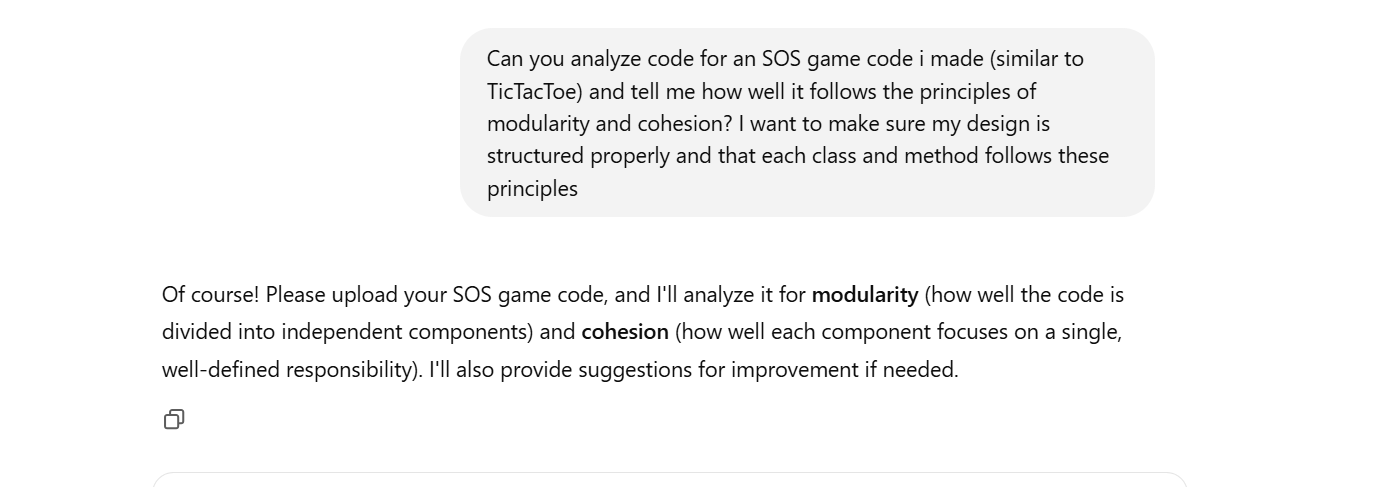 Can you analyze code for an SOS game code i made (similar to
TicTacToe) and tell me how well it follows the principles of
modularity and cohesion? I want to make sure my design is
structured properly and that each class and method follows these
principles
Of course! Please upload your SOS game code, and I'll analyze it for modularity (how well the code is
divided into independent components) and cohesion (how well each component focuses on a single,
well-defined responsibility). I'll also provide suggestions for improvement if needed.